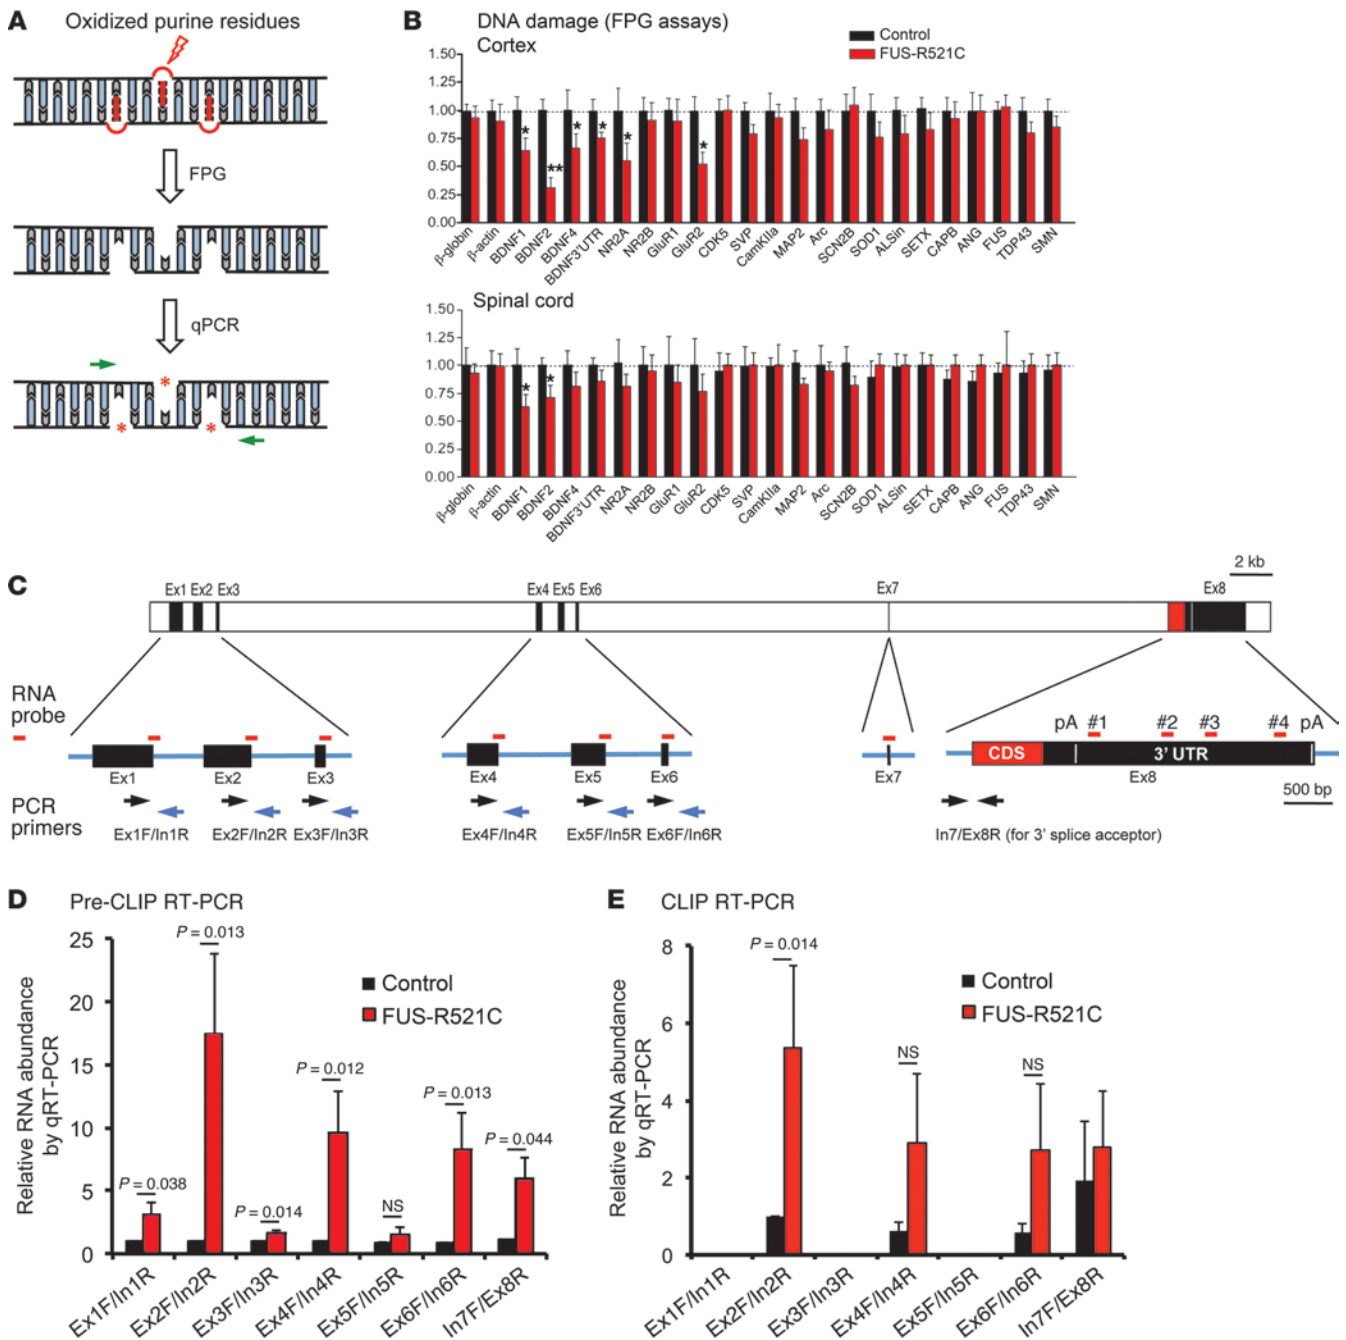 A
Oxidized purine residues
FPG
qPCR
*
*
*
B
DNA damage (FPG assays)
Cortex
Control
FUS-R521C
1.50
1.25
1.00
0.75
0.50
0.25
0.00
*
**
*
*
*
*
β-globin
β-actin
BDNF1
BDNF2
BDNF4
BDNF3'UTR
NR2A
NR2B
GluR1
GluR2
CDK5
SVP
CamKIIa
MAP2
Arc
SCN2B
SOD1
ALSin
SETX
CAPB
ANG
FUS
TDP43
SMN
Spinal cord
1.50
1.25
1.00
0.75
0.50
0.25
0.00
*
*
β-globin
β-actin
BDNF1
BDNF2
BDNF4
BDNF3'UTR
NR2A
NR2B
GluR1
GluR2
CDK5
SVP
CamKIIa
MAP2
Arc
SCN2B
SOD1
ALSin
SETX
CAPB
ANG
FUS
TDP43
SMN
C
2 kb
Ex1 Ex2 Ex3 Ex4 Ex5 Ex6 Ex7 Ex8
RNA
probe
pA #1 #2 #3 #4 pA
CDS 3' UTR
Ex1 Ex2 Ex3 Ex4 Ex5 Ex6 Ex7 Ex8
500 bp
PCR
primers
Ex1F/In1R Ex2F/In2R Ex3F/In3R Ex4F/In4R Ex5F/In5R Ex6F/In6R In7/Ex8R (for 3' splice acceptor)
D
Pre-CLIP RT-PCR
Relative RNA abundance
by qRT-PCR
25
20
15
10
5
0
P = 0.038
P = 0.013
P = 0.014
P = 0.012
NS
P = 0.013
P = 0.044
Control
FUS-R521C
Ex1F/In1R
Ex2F/In2R
Ex3F/In3R
Ex4F/In4R
Ex5F/In5R
Ex6F/In6R
In7F/Ex8R
E
CLIP RT-PCR
Relative RNA abundance
by qRT-PCR
8
6
4
2
0
P = 0.014
NS
NS
Control
FUS-R521C
Ex1F/In1R
Ex2F/In2R
Ex3F/In3R
Ex4F/In4R
Ex5F/In5R
Ex6F/In6R
In7F/Ex8R